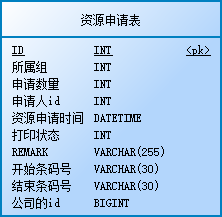 资源申请表
ID INT <pk>
所属组 INT
申请数量 INT
申请人id INT
资源申请时间 DATETIME
打印状态 INT
REMARK VARCHAR(255)
开始条码号 VARCHAR(30)
结束条码号 VARCHAR(30)
公司的id BIGINT